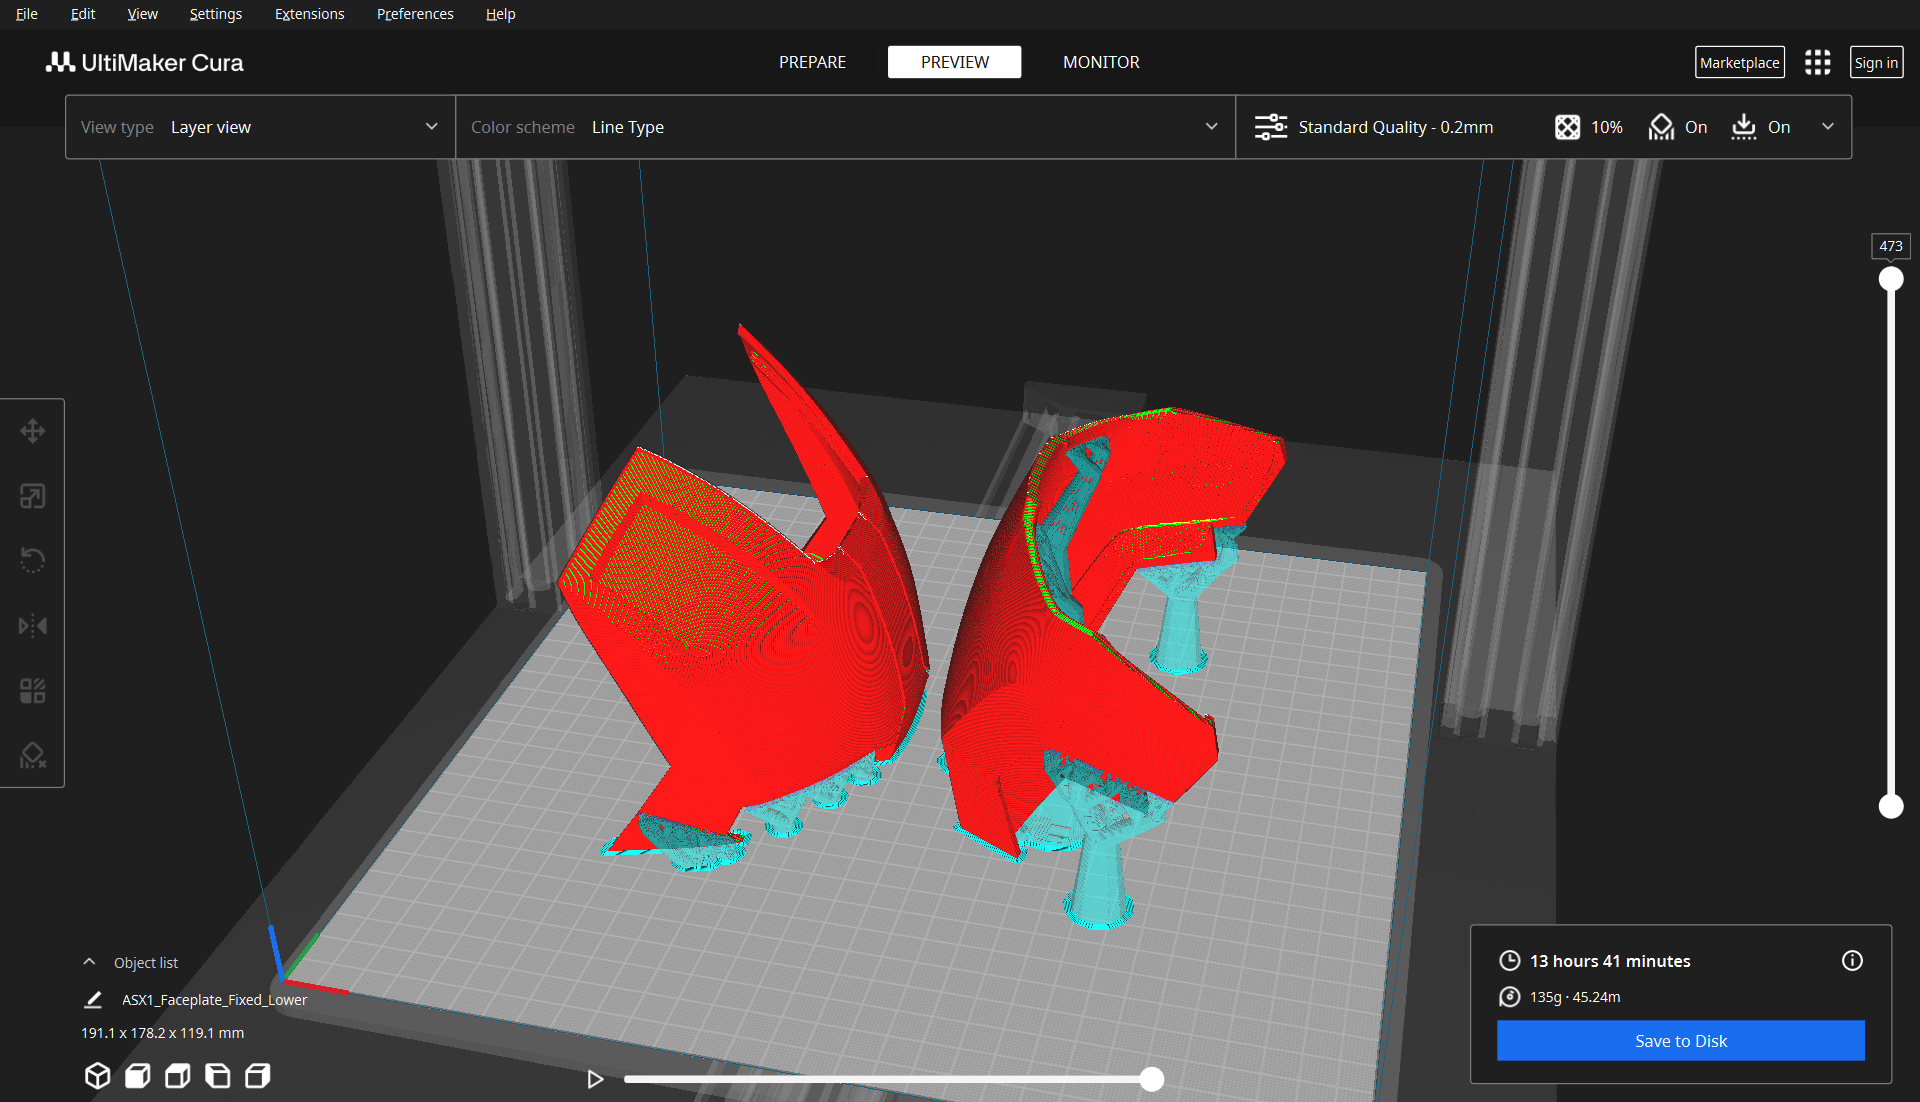 File Edit View Settings Extensions Preferences Help
UltiMaker Cura PREPARE PREVIEW MONITOR Marketplace Sign in
View type Layer view Color scheme Line Type Standard Quality - 0.2mm 10% On On
473
Object list
ASX1_Faceplate_Fixed_Lower
191.1 x 178.2 x 119.1 mm
13 hours 41 minutes
135g · 45.24m
Save to Disk